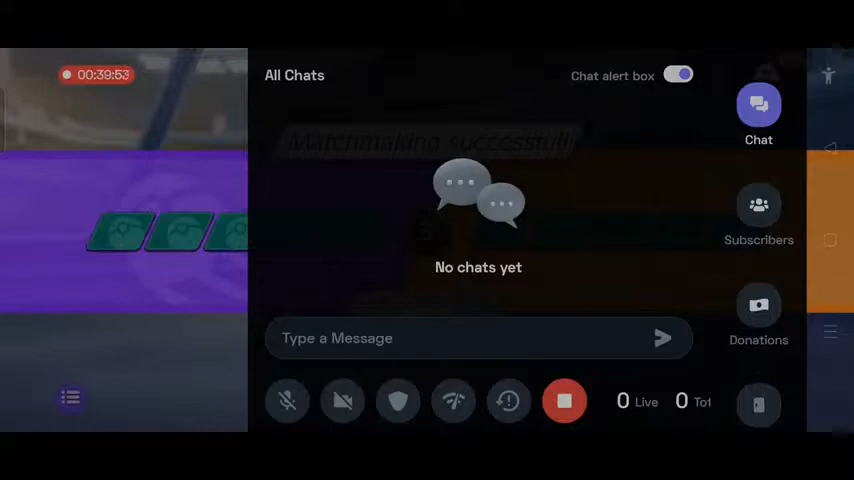 00:39:53
All Chats
Chat alert box
Chat
Matchmaking successful!
No chats yet
Subscribers
Donations
Type a Message
0 Live 0 Tot